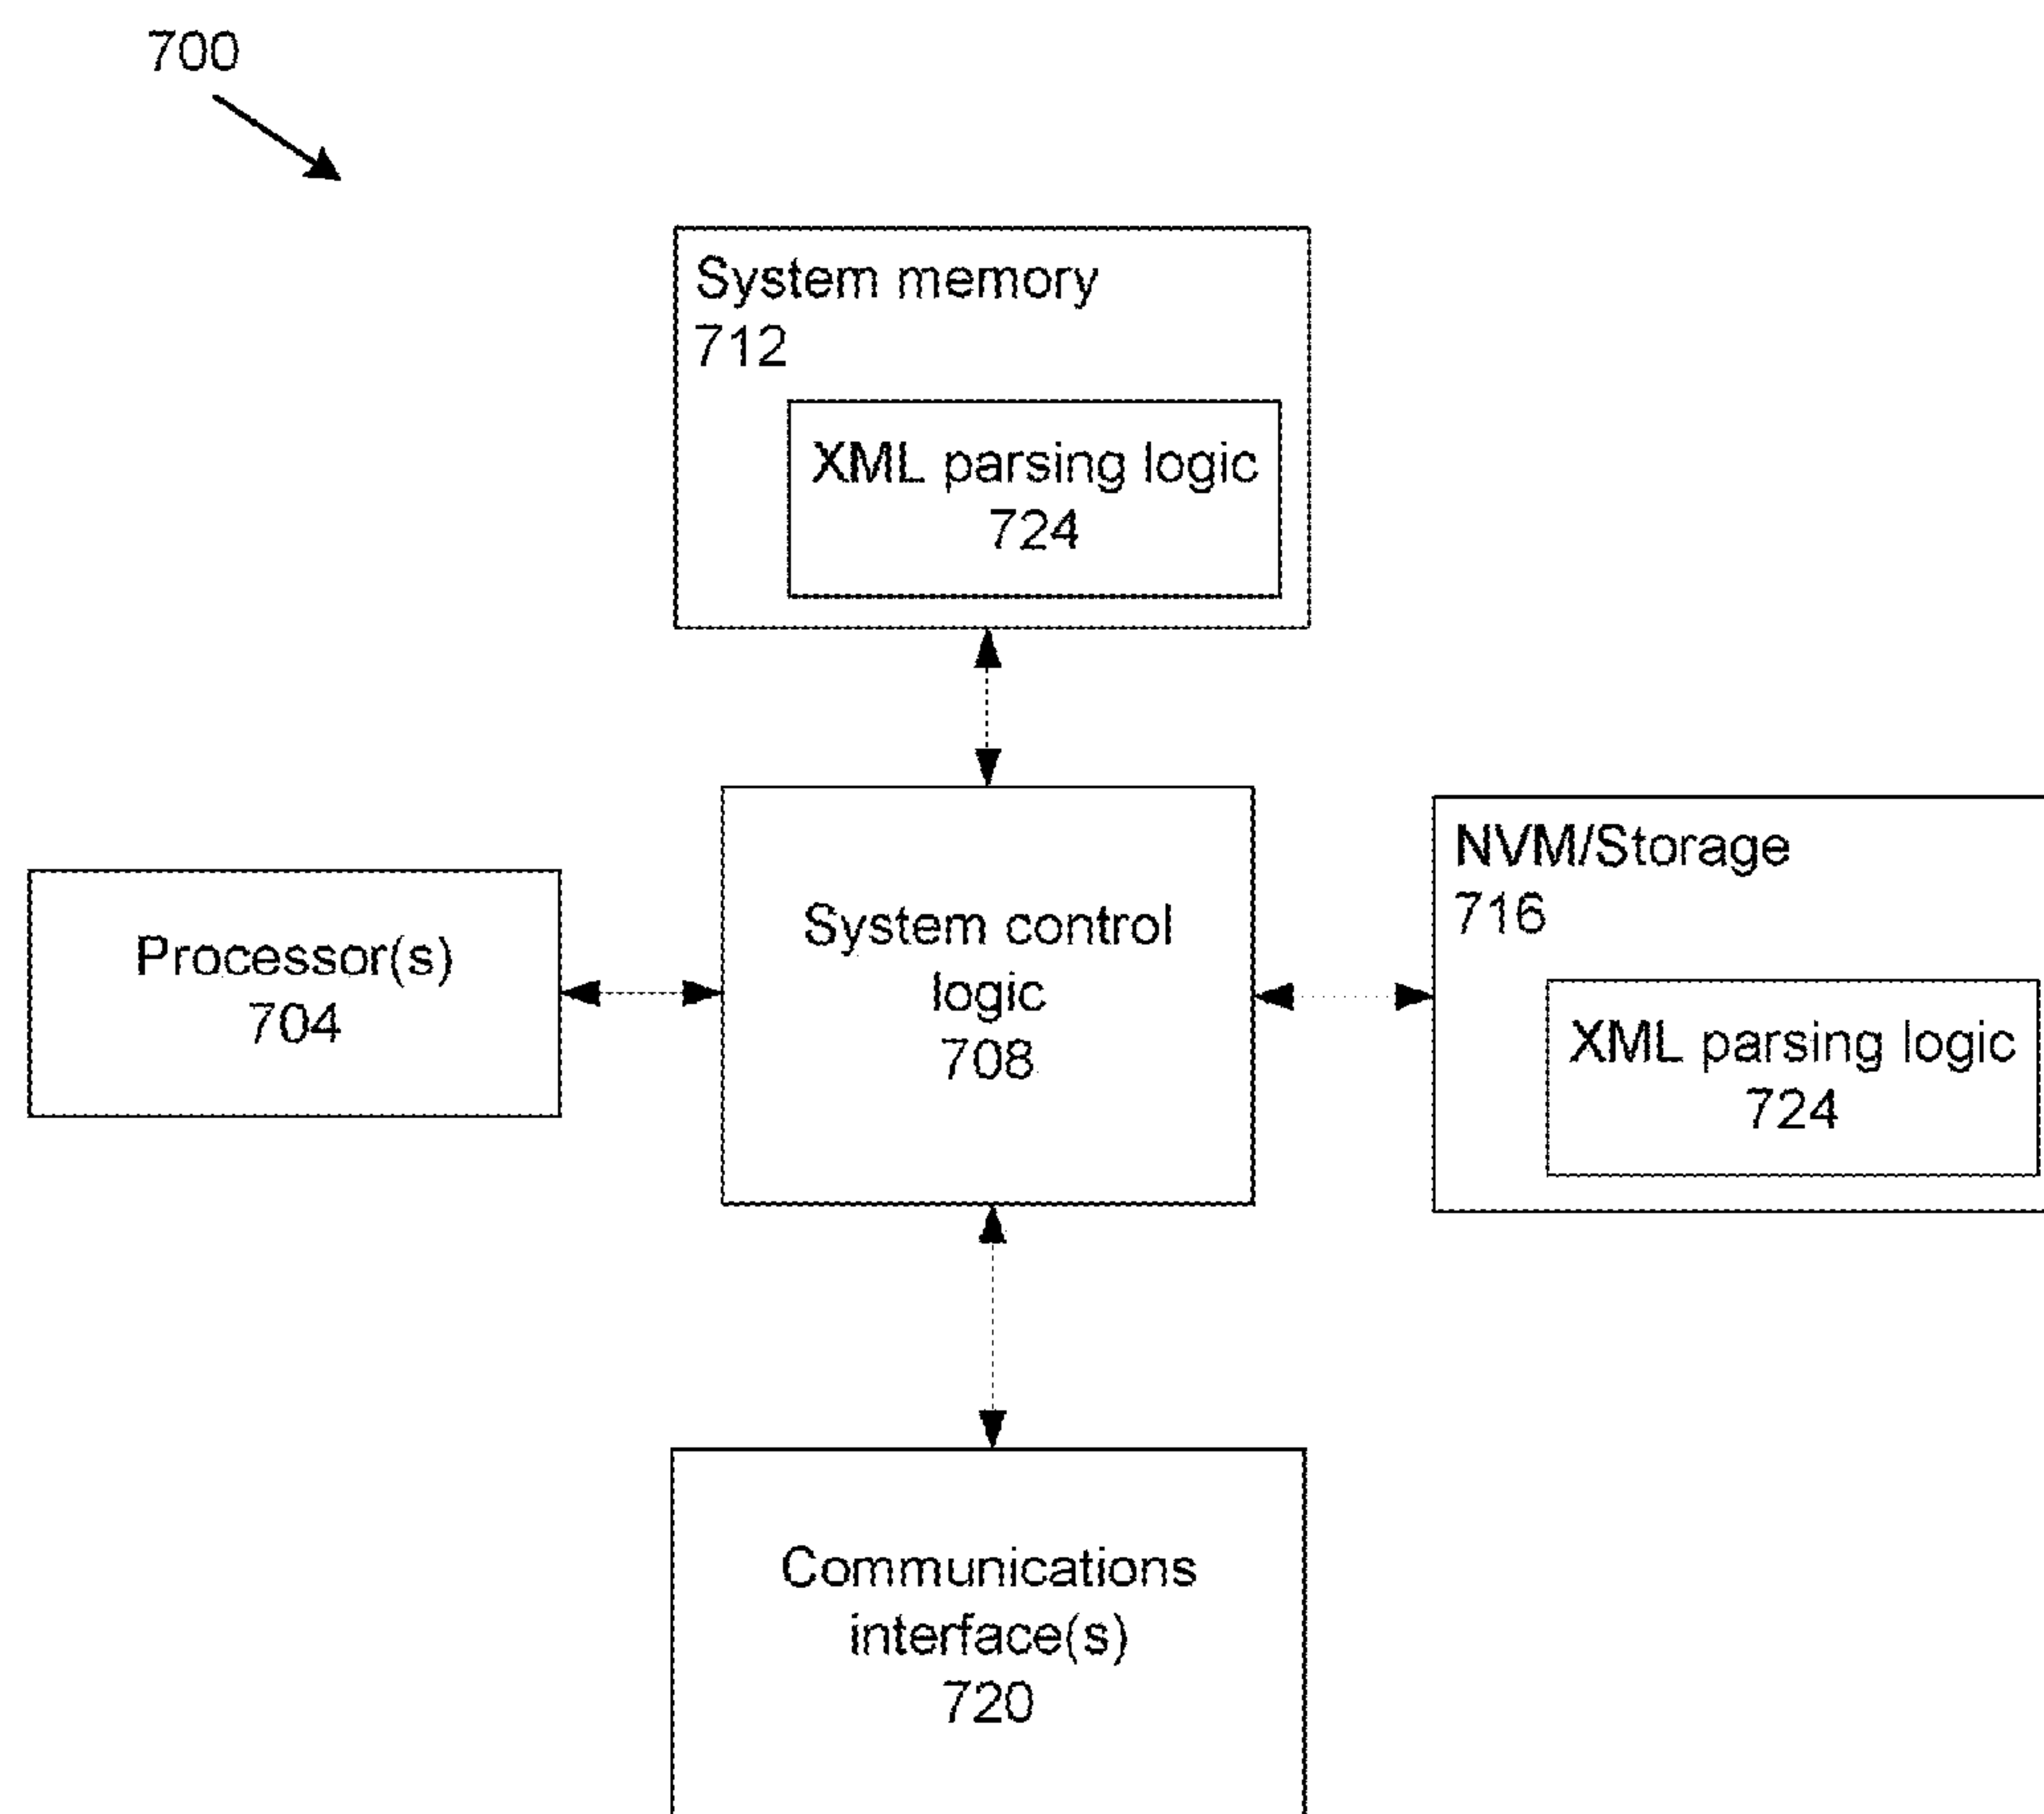 700
System memory
712
XML parsing logic
724
Processor(s)
704
System control
logic
708
NVM/Storage
716
XML parsing logic
724
Communications
interface(s)
720